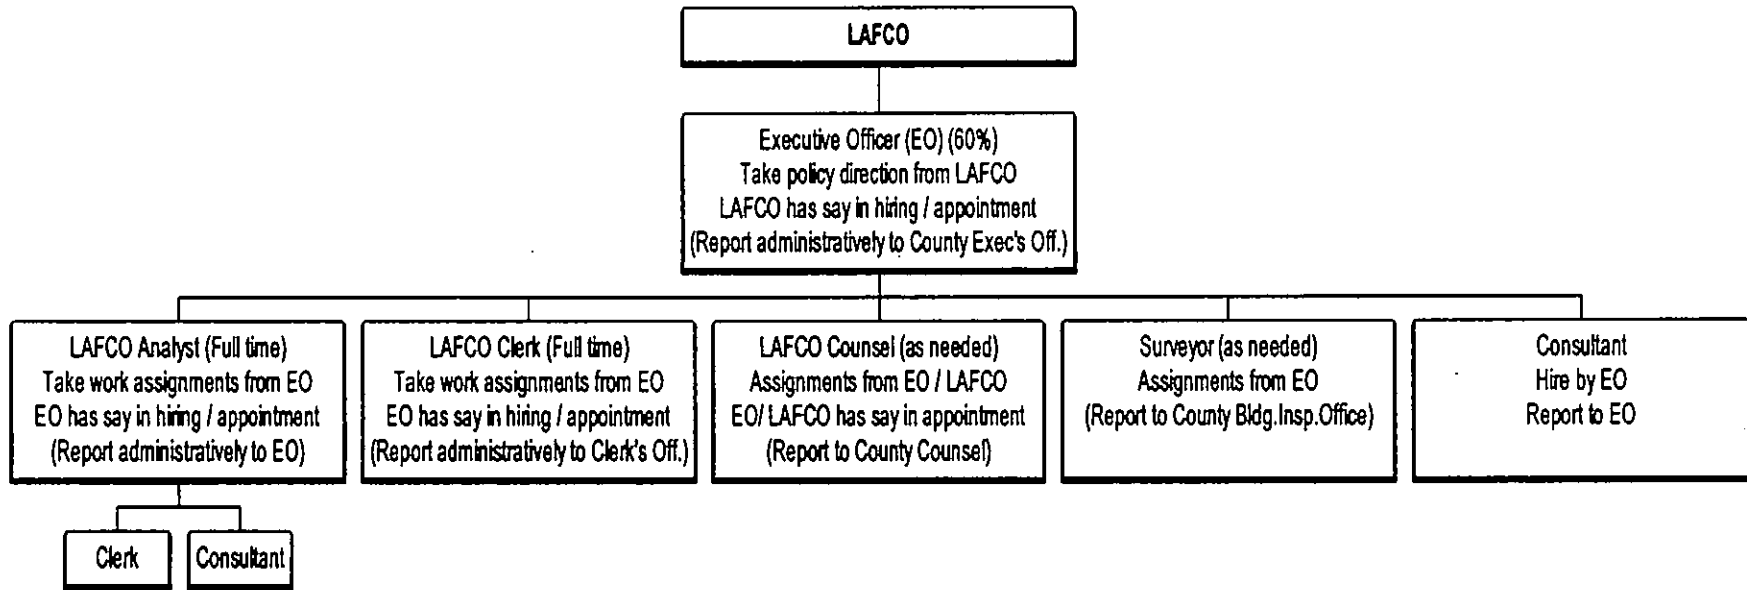 LAFCO
Executive Officer (EO) (60%)
Take policy direction from LAFCO
LAFCO has say in hiring / appointment
(Report administratively to County Exec's Off.)
LAFCO Analyst (Full time)
Take work assignments from EO
EO has say in hiring / appointment
(Report administratively to EO)
LAFCO Clerk (Full time)
Take work assignments from EO
EO has say in hiring / appointment
(Report administratively to Clerk's Off.)
LAFCO Counsel (as needed)
Assignments from EO / LAFCO
EO/ LAFCO has say in appointment
(Report to County Counsel)
Surveyor (as needed)
Assignments from EO
(Report to County Bldg.Insp.Office)
Consultant
Hire by EO
Report to EO
Clerk
Consultant